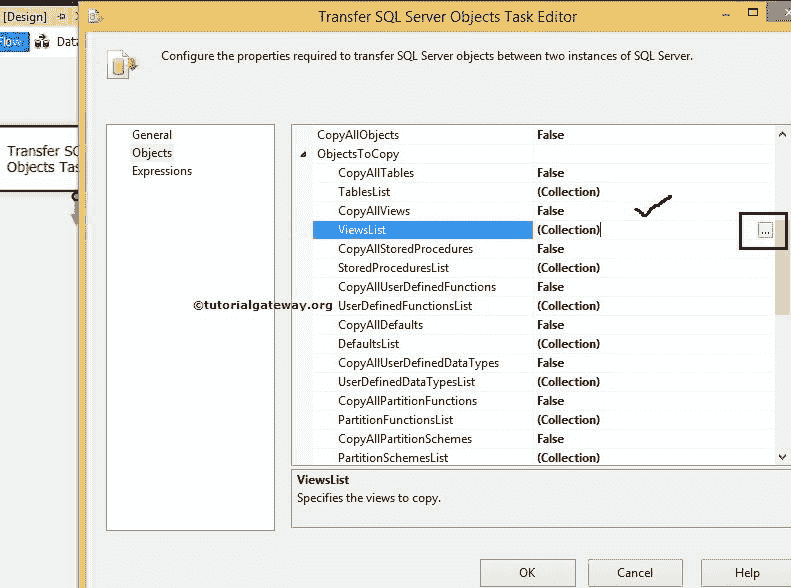 [Design]
Transfer SQL Server Objects Task Editor
Flow
Data
Configure the properties required to transfer SQL Server objects between two instances of SQL Server.
General
Objects
Expressions
Transfer SQ
Objects Tas
CopyAllObjects False
ObjectsToCopy
CopyAllTables False
TablesList (Collection)
CopyAllViews False
ViewsList (Collection)
...
CopyAllStoredProcedures False
StoredProceduresList (Collection)
CopyAllUserDefinedFunctions False
©tutorialgateway.org
UserDefinedFunctionsList (Collection)
CopyAllDefaults False
DefaultsList (Collection)
CopyAllUserDefinedDataTypes False
UserDefinedDataTypesList (Collection)
CopyAllPartitionFunctions False
PartitionFunctionsList (Collection)
CopyAllPartitionSchemes False
PartitionSchemesList (Collection)
ViewsList
Specifies the views to copy.
OK
Cancel
Help